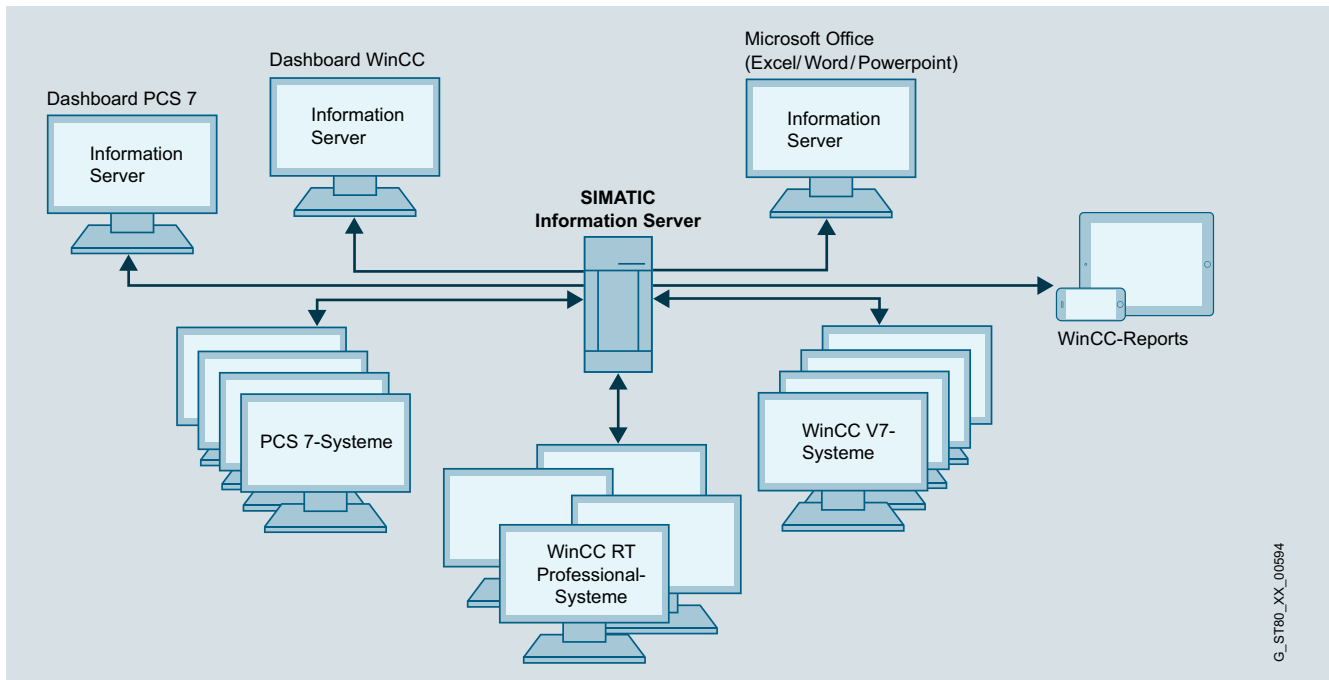 Dashboard PCS 7
Information
Server
Dashboard WinCC
Information
Server
Microsoft Office
(Excel/Word/Powerpoint)
Information
Server
SIMATIC
Information Server
WinCC-Reports
PCS 7-Systeme
WinCC RT
Professional-
Systeme
WinCC V7-
Systeme
G_ST80_XX_00594